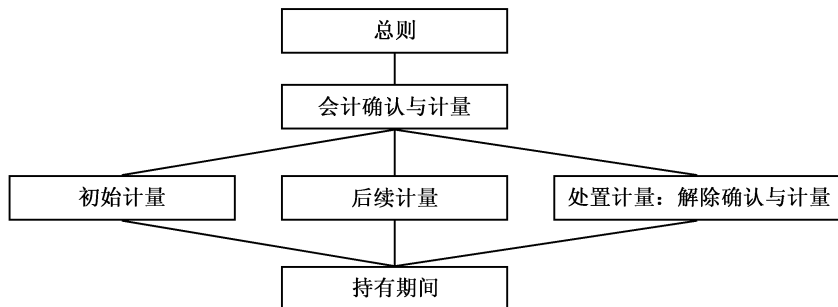 总则
会计确认与计量
初始计量
后续计量
处置计量：解除确认与计量
持有期间